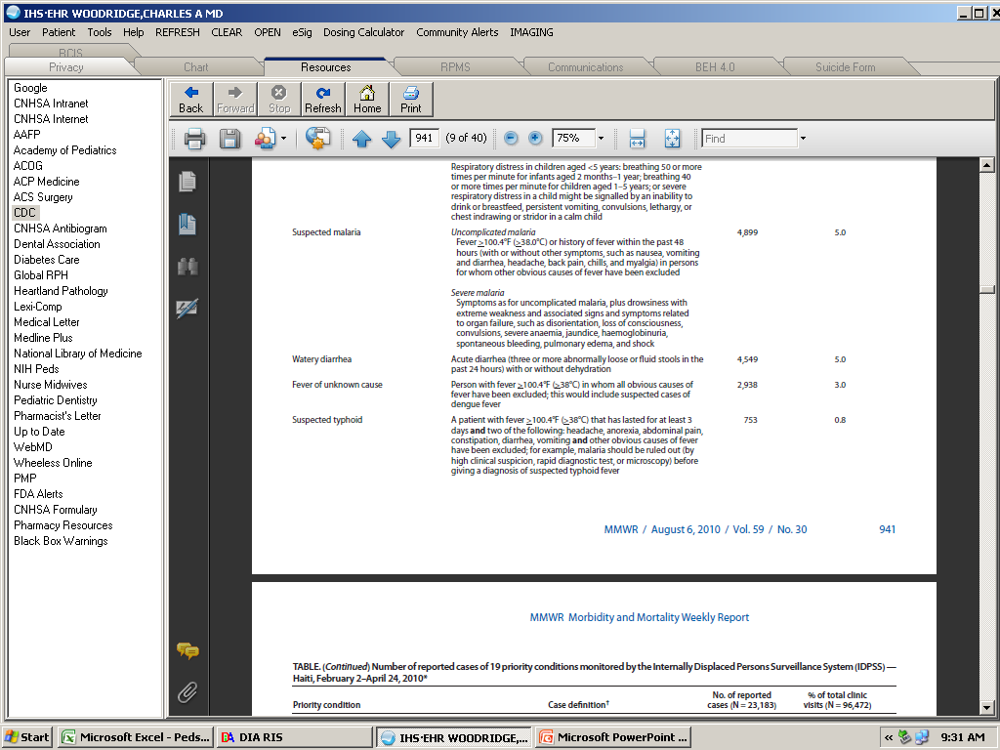 IHS·EHR WOODRIDGE,CHARLES A MD
User Patient Tools Help REFRESH CLEAR OPEN eSig Dosing Calculator Community Alerts IMAGING
RCIS
Privacy Chart Resources RPMS Communications BEH 4.0 Suicide Form
Google
CNHSA Intranet
CNHSA Internet
AAFP
Academy of Pediatrics
ACOG
ACP Medicine
ACS Surgery
CDC
CNHSA Antibiogram
Dental Association
Diabetes Care
Global RPH
Heartland Pathology
Lexi-Comp
Medical Letter
Medline Plus
National Library of Medicine
NIH Peds
Nurse Midwives
Pediatric Dentistry
Pharmacist's Letter
Up to Date
WebMD
Wheeless Online
PMP
FDA Alerts
CNHSA Formulary
Pharmacy Resources
Black Box Warnings
Back Forward Stop Refresh Home Print
941 (9 of 40) 75% Find
Respiratory distress in children aged <5 years: breathing 50 or more
times per minute for infants aged 2 months–1 year; breathing 40
or more times per minute for children aged 1–5 years; or severe
respiratory distress in a child might be signalled by an inability to
drink or breastfeed, persistent vomiting, convulsions, lethargy, or
chest indrawing or stridor in a calm child
Suspected malaria Uncomplicated malaria 4,899 5.0
Fever ≥100.4°F (≥38.0°C) or history of fever within the past 48
hours (with or without other symptoms, such as nausea, vomiting
and diarrhea, headache, back pain, chills, and myalgia) in persons
for whom other obvious causes of fever have been excluded
Severe malaria
Symptoms as for uncomplicated malaria, plus drowsiness with
extreme weakness and associated signs and symptoms related
to organ failure, such as disorientation, loss of consciousness,
convulsions, severe anaemia, jaundice, haemoglobinuria,
spontaneous bleeding, pulmonary edema, and shock
Watery diarrhea Acute diarrhea (three or more abnormally loose or fluid stools in the 4,549 5.0
past 24 hours) with or without dehydration
Fever of unknown cause Person with fever ≥100.4°F (≥38°C) in whom all obvious causes of 2,938 3.0
fever have been excluded; this would include suspected cases of
dengue fever
Suspected typhoid A patient with fever ≥100.4°F (≥38°C) that has lasted for at least 3 753 0.8
days and two of the following: headache, anorexia, abdominal pain,
constipation, diarrhea, vomiting and other obvious causes of fever
have been excluded; for example, malaria should be ruled out (by
high clinical suspicion, rapid diagnostic test, or microscopy) before
giving a diagnosis of suspected typhoid fever
MMWR / August 6, 2010 / Vol. 59 / No. 30 941
MMWR Morbidity and Mortality Weekly Report
TABLE. (Continued) Number of reported cases of 19 priority conditions monitored by the Internally Displaced Persons Surveillance System (IDPSS) —
Haiti, February 2–April 24, 2010*
No. of reported % of total clinic
Priority condition Case definition† cases (N = 23,183) visits (N = 96,472)
Start Microsoft Excel - Peds... DIA RIS IHS·EHR WOODRIDGE,... Microsoft PowerPoint ... « 9:31 AM